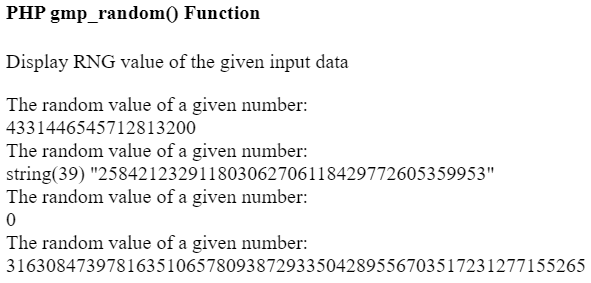 PHP gmp_random() Function
Display RNG value of the given input data
The random value of a given number:
4331446545712813200
The random value of a given number:
string(39) "258421232911803062706118429772605359953"
The random value of a given number:
0
The random value of a given number:
3163084739781635106578093872933504289556703517231277155265